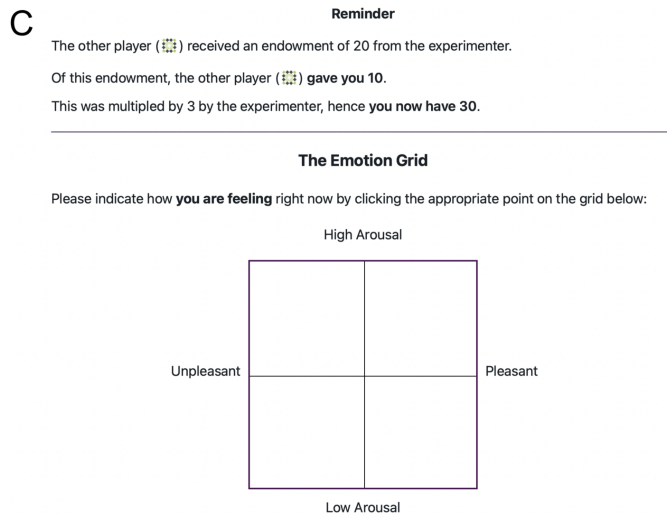 C
Reminder
The other player ( ) received an endowment of 20 from the experimenter.
Of this endowment, the other player ( ) gave you 10.
This was multipled by 3 by the experimenter, hence you now have 30.
The Emotion Grid
Please indicate how you are feeling right now by clicking the appropriate point on the grid below:
High Arousal
Unpleasant
Pleasant
Low Arousal